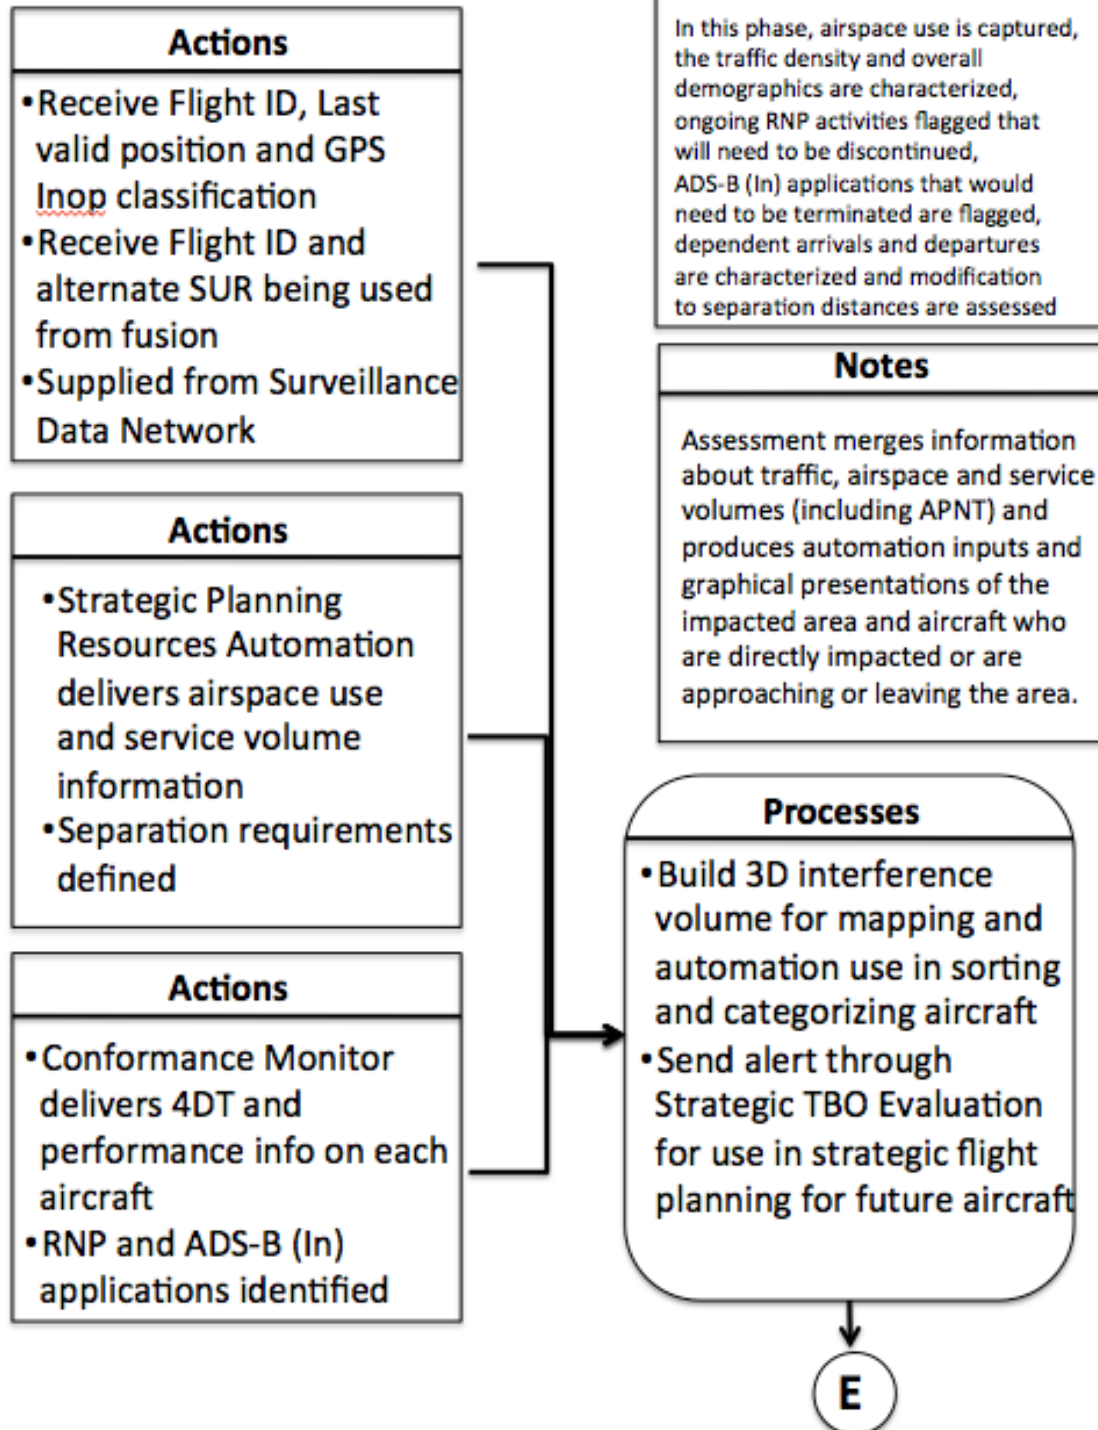 Actions
•Receive Flight ID, Last
valid position and GPS
Inop classification
•Receive Flight ID and
alternate SUR being used
from fusion
•Supplied from Surveillance
Data Network
Actions
•Strategic Planning
Resources Automation
delivers airspace use
and service volume
information
•Separation requirements
defined
Actions
•Conformance Monitor
delivers 4DT and
performance info on each
aircraft
•RNP and ADS-B (In)
applications identified
In this phase, airspace use is captured,
the traffic density and overall
demographics are characterized,
ongoing RNP activities flagged that
will need to be discontinued,
ADS-B (In) applications that would
need to be terminated are flagged,
dependent arrivals and departures
are characterized and modification
to separation distances are assessed
Notes
Assessment merges information
about traffic, airspace and service
volumes (including APNT) and
produces automation inputs and
graphical presentations of the
impacted area and aircraft who
are directly impacted or are
approaching or leaving the area.
Processes
•Build 3D interference
volume for mapping and
automation use in sorting
and categorizing aircraft
•Send alert through
Strategic TBO Evaluation
for use in strategic flight
planning for future aircraft
E